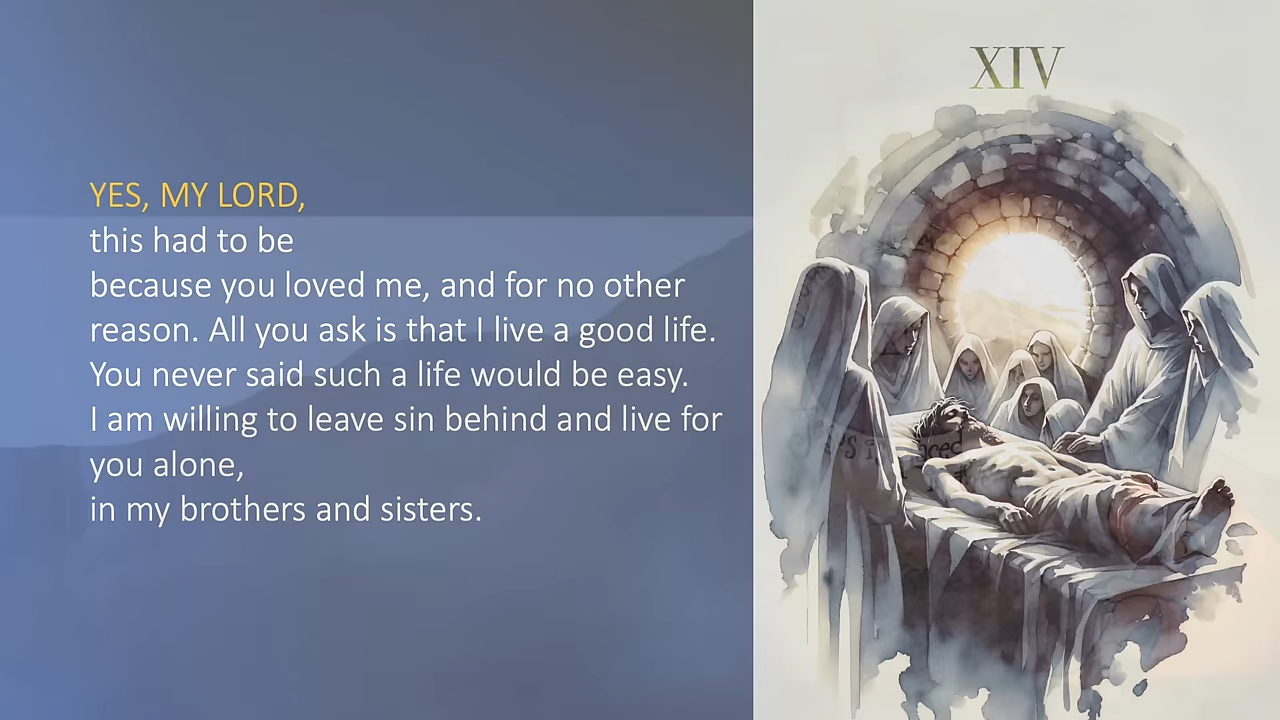 YES, MY LORD,
this had to be
because you loved me, and for no other
reason. All you ask is that I live a good life.
You never said such a life would be easy.
I am willing to leave sin behind and live for
you alone,
in my brothers and sisters.
XIV